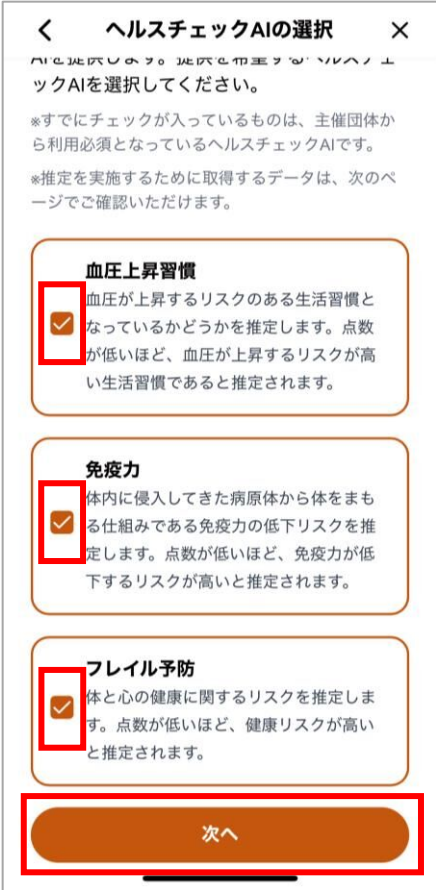 ヘルスチェックAIの選択
AIを提供します。提供を希望するヘルスチェ
ックAIを選択してください。
※すでにチェックが入っているものは、主催団体か
ら利用必須となっているヘルスチェックAIです。
※推定を実施するために取得するデータは、次のペ
ージでご確認いただけます。
血圧上昇習慣
血圧が上昇するリスクのある生活習慣と
なっているかどうかを推定します。点数
が低いほど、血圧が上昇するリスクが高
い生活習慣であると推定されます。
免疫力
体内に侵入してきた病原体から体をまも
る仕組みである免疫力の低下リスクを推
定します。点数が低いほど、免疫力が低
下するリスクが高いと推定されます。
フレイル予防
体と心の健康に関するリスクを推定しま
す。点数が低いほど、健康リスクが高い
と推定されます。
次へ